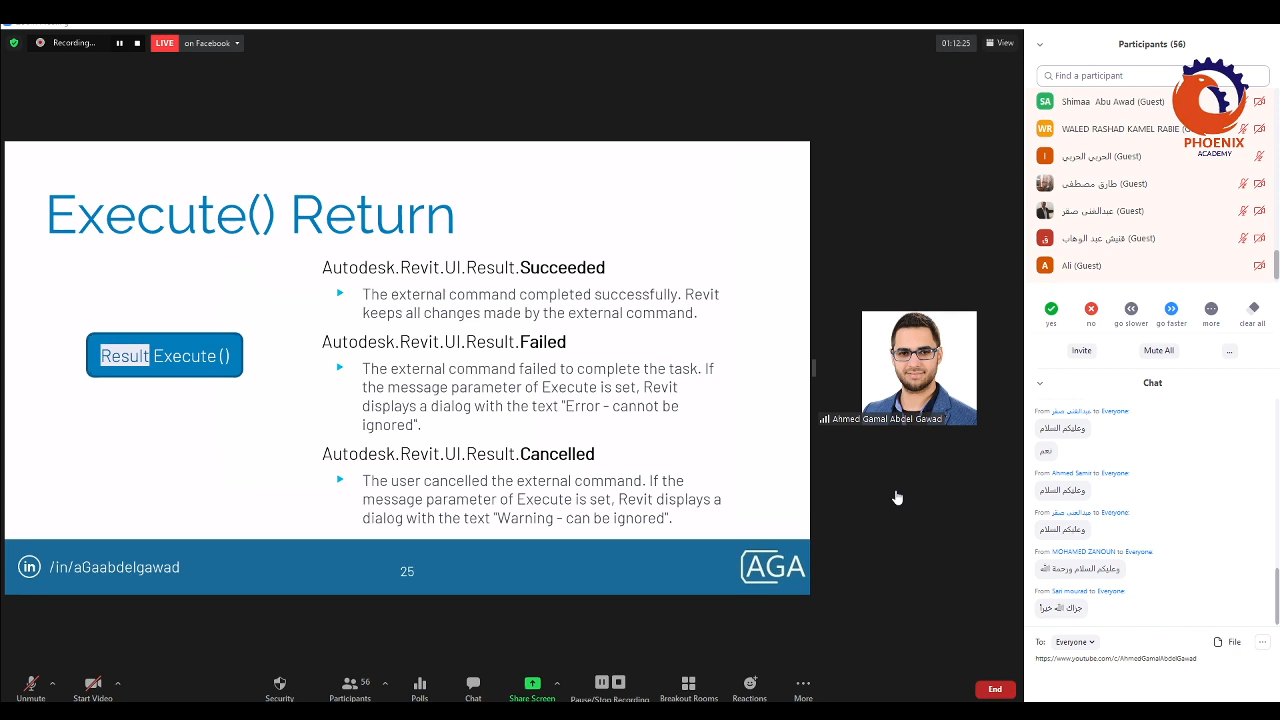 Recording...
LIVE
on Facebook
01:12:25
View
Participants (56)
Find a participant
SA Shimaa Abu Awad (Guest)
WR WALED RASHAD KAMEL RABIE
I الحربي الحربي (Guest)
طارق مصطفى (Guest)
عبدالغنى صقر (Guest)
ق قنيش عبد الوهاب (Guest)
A Ali (Guest)
PHOENIX
ACADEMY
yes no go slower go faster more clear all
Invite Mute All ...
Execute() Return
Result Execute ()
Autodesk.Revit.UI.Result.Succeeded
The external command completed successfully. Revit
keeps all changes made by the external command.
Autodesk.Revit.UI.Result.Failed
The external command failed to complete the task. If
the message parameter of Execute is set, Revit
displays a dialog with the text "Error - cannot be
ignored".
Autodesk.Revit.UI.Result.Cancelled
The user cancelled the external command. If the
message parameter of Execute is set, Revit displays a
dialog with the text "Warning - can be ignored".
in /in/aGaabdelgawad
25
AGA
Ahmed Gamal Abdel Gawad
Chat
From عبدالغنى صقر to Everyone:
وعليكم السلام
نعم
From Ahmed Samir to Everyone:
وعليكم السلام
From عبدالغنى صقر to Everyone:
وعليكم السلام
From MOHAMED ZANOUN to Everyone:
وعليكم السلام ورحمة الله
From San mourad to Everyone:
جزاك الله خيراً
To: Everyone File ...
https://www.youtube.com/c/AhmedGamalAbdelGawad
Unmute
Start Video
Security
56
Participants
Polls
Chat
Share Screen
Pause/Stop Recording
Breakout Rooms
Reactions
More
End